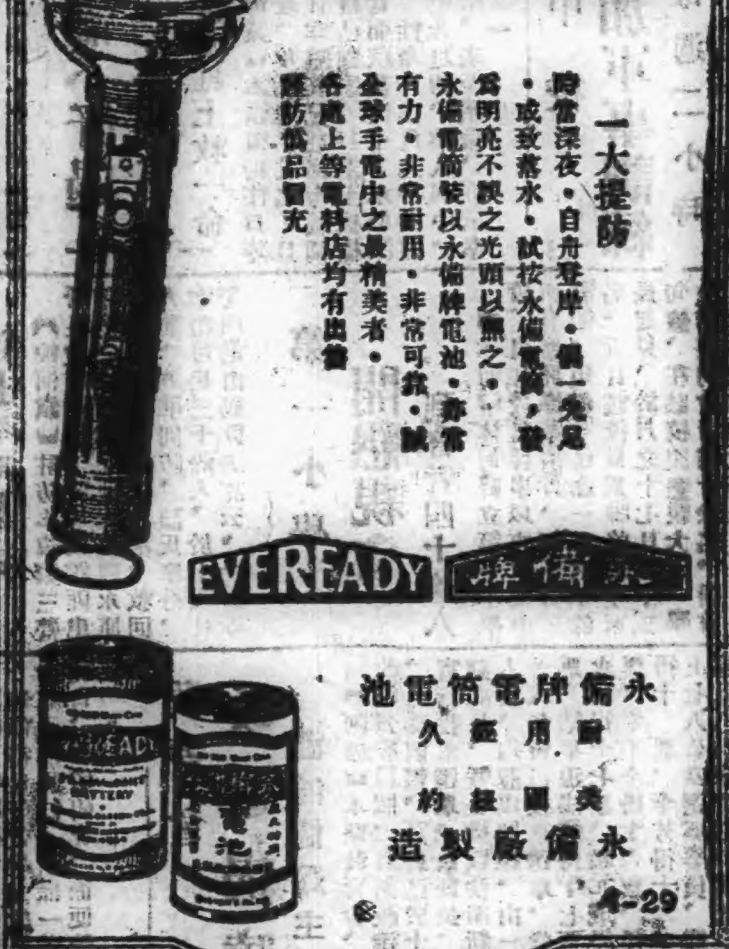 一大提防
時當深夜。自舟登岸。偶一失足
。或致落水。試按永備電筒，發
為明亮不誤之光頭以照之。
永備電筒裝以永備牌電池。非常
有力。非常耐用。非常可靠。誠
全球手電中之最精美者。
各處上等電料店均有出售
謹防偽品冒充
EVEREADY
牌備永
池電筒電牌備永
久經用耐
約紐國美
造製廠備永
A-29
EVEREADY
BATTERY
電池